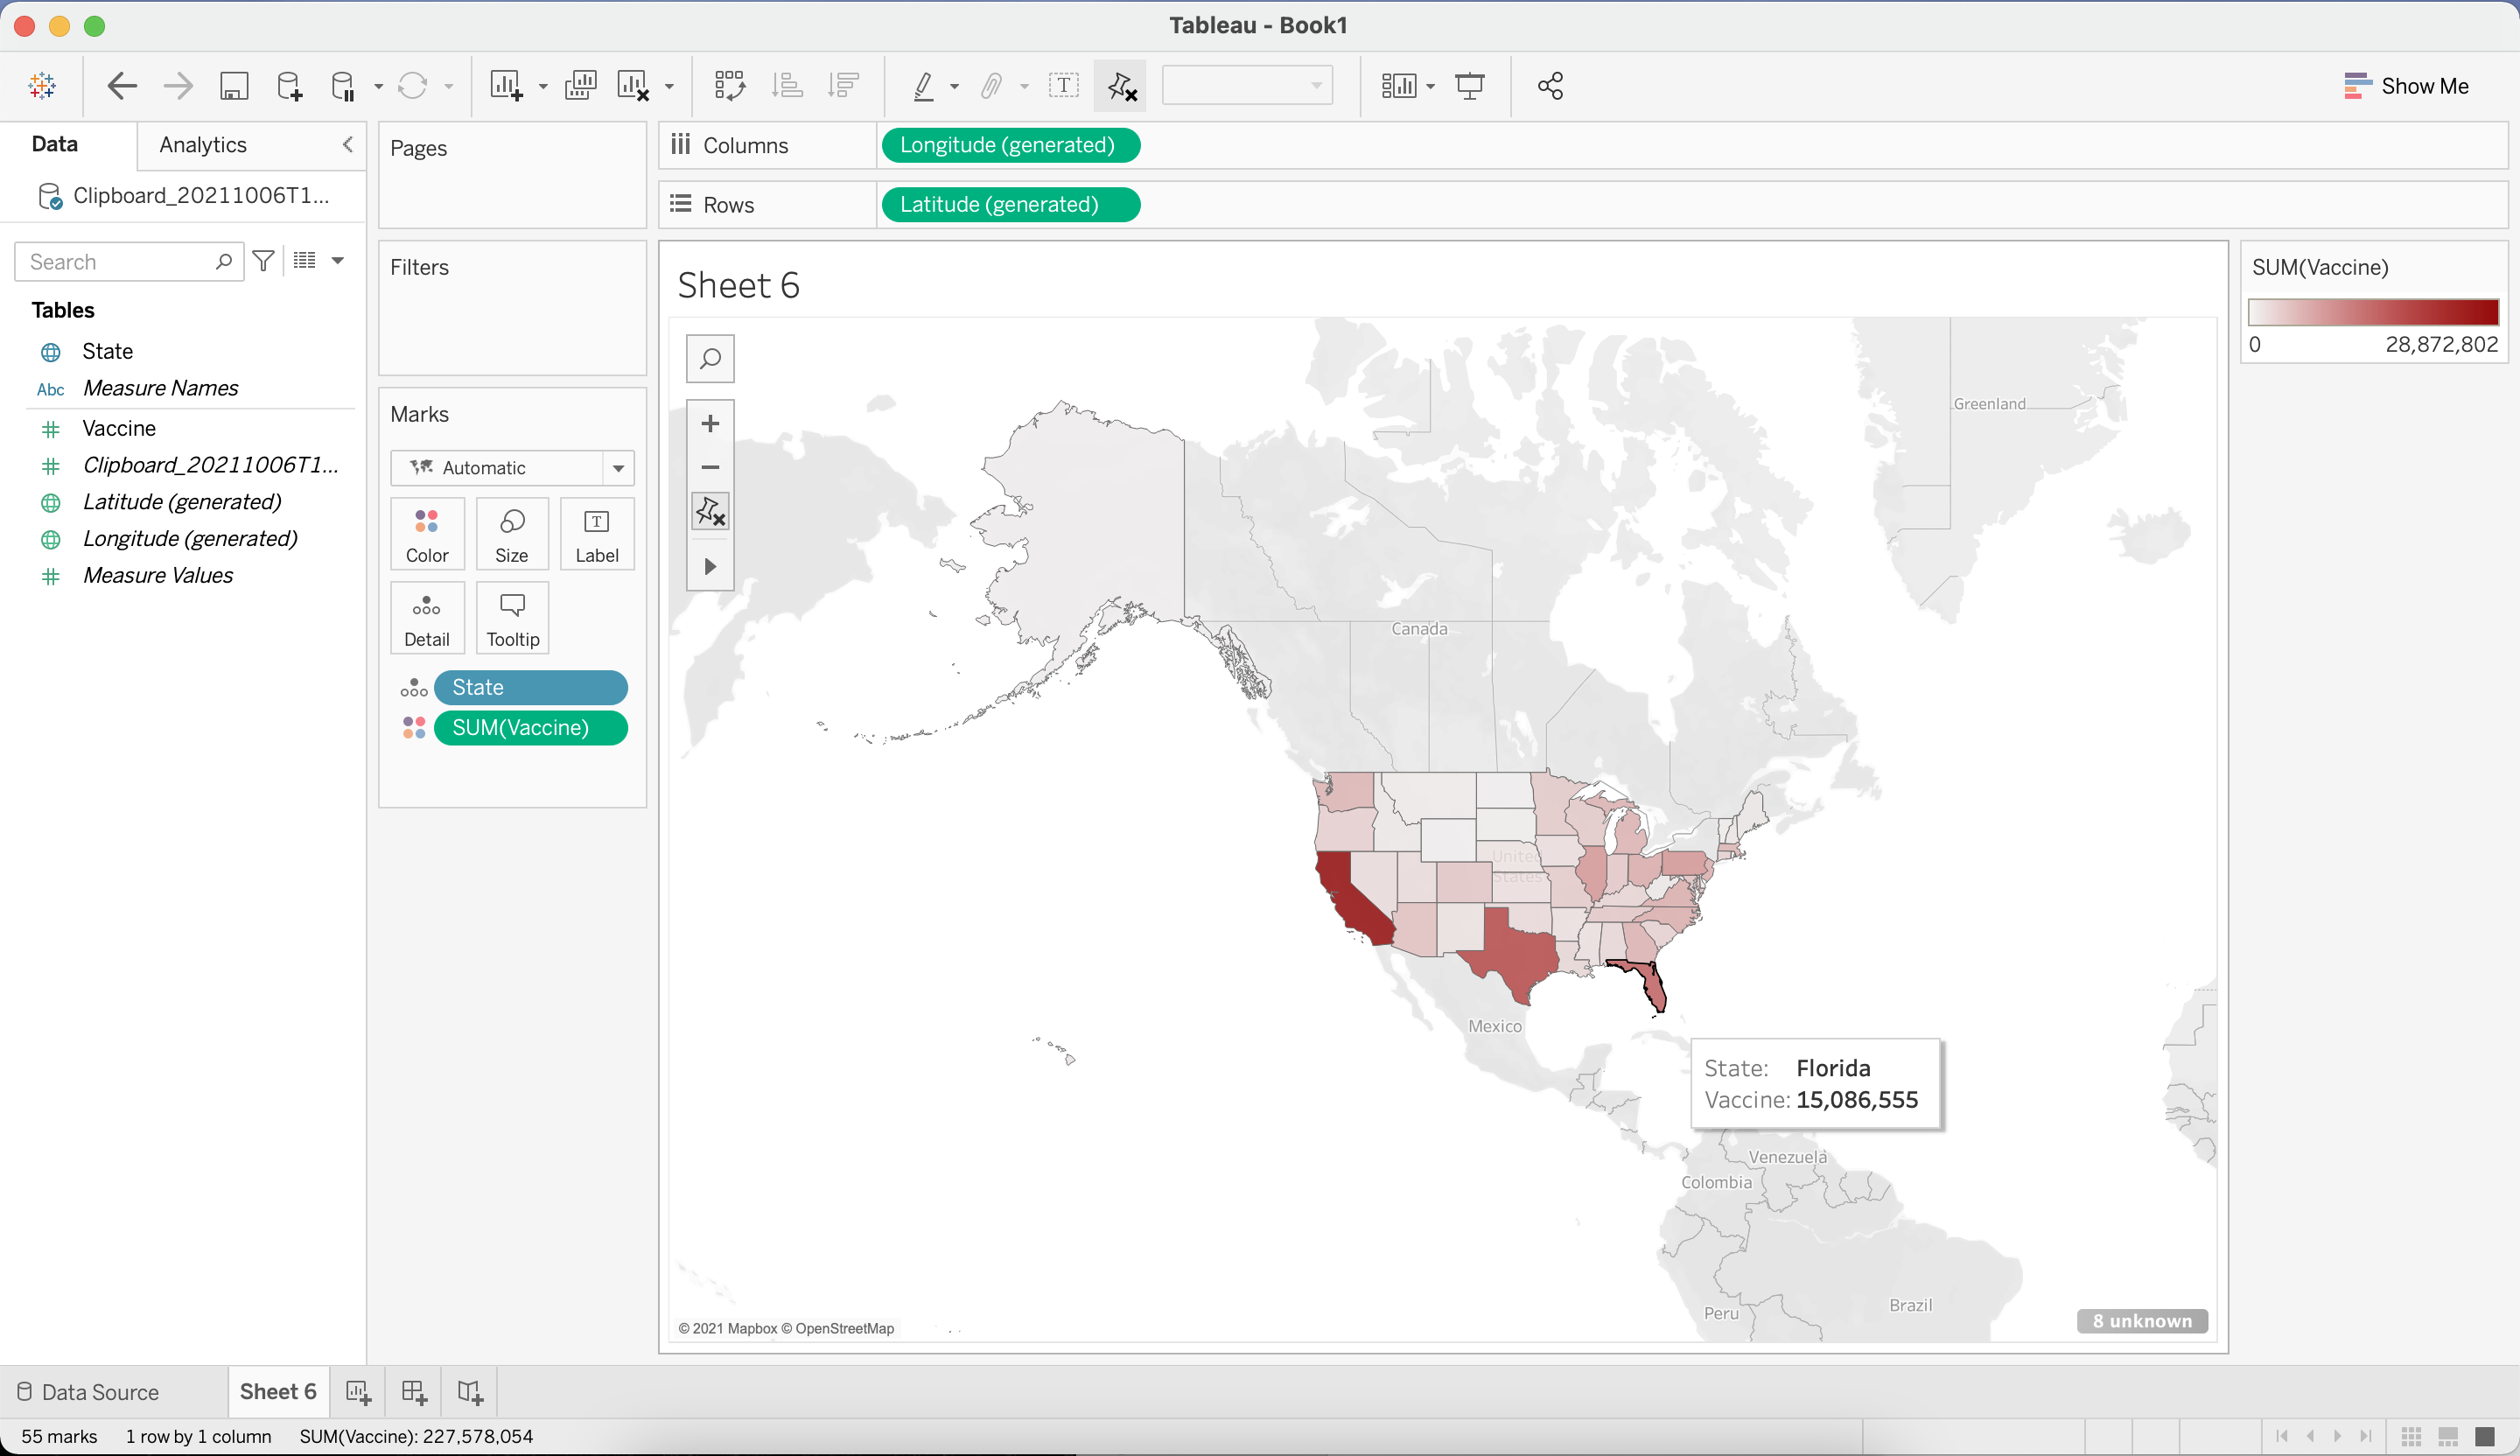 Tableau - Book1
Show Me
Data
Analytics
Clipboard_20211006T1...
Search
Tables
State
Abc Measure Names
Vaccine
Clipboard_20211006T1...
Latitude (generated)
Longitude (generated)
Measure Values
Pages
Filters
Marks
Automatic
Color Size Label
Detail Tooltip
State
SUM(Vaccine)
Columns Longitude (generated)
Rows Latitude (generated)
Sheet 6
Greenland
Canada
United
States
Mexico
State: Florida
Vaccine: 15,086,555
Venezuela
Colombia
Peru
Brazil
© 2021 Mapbox © OpenStreetMap
8 unknown
SUM(Vaccine)
0 28,872,802
Data Source
Sheet 6
55 marks 1 row by 1 column SUM(Vaccine): 227,578,054